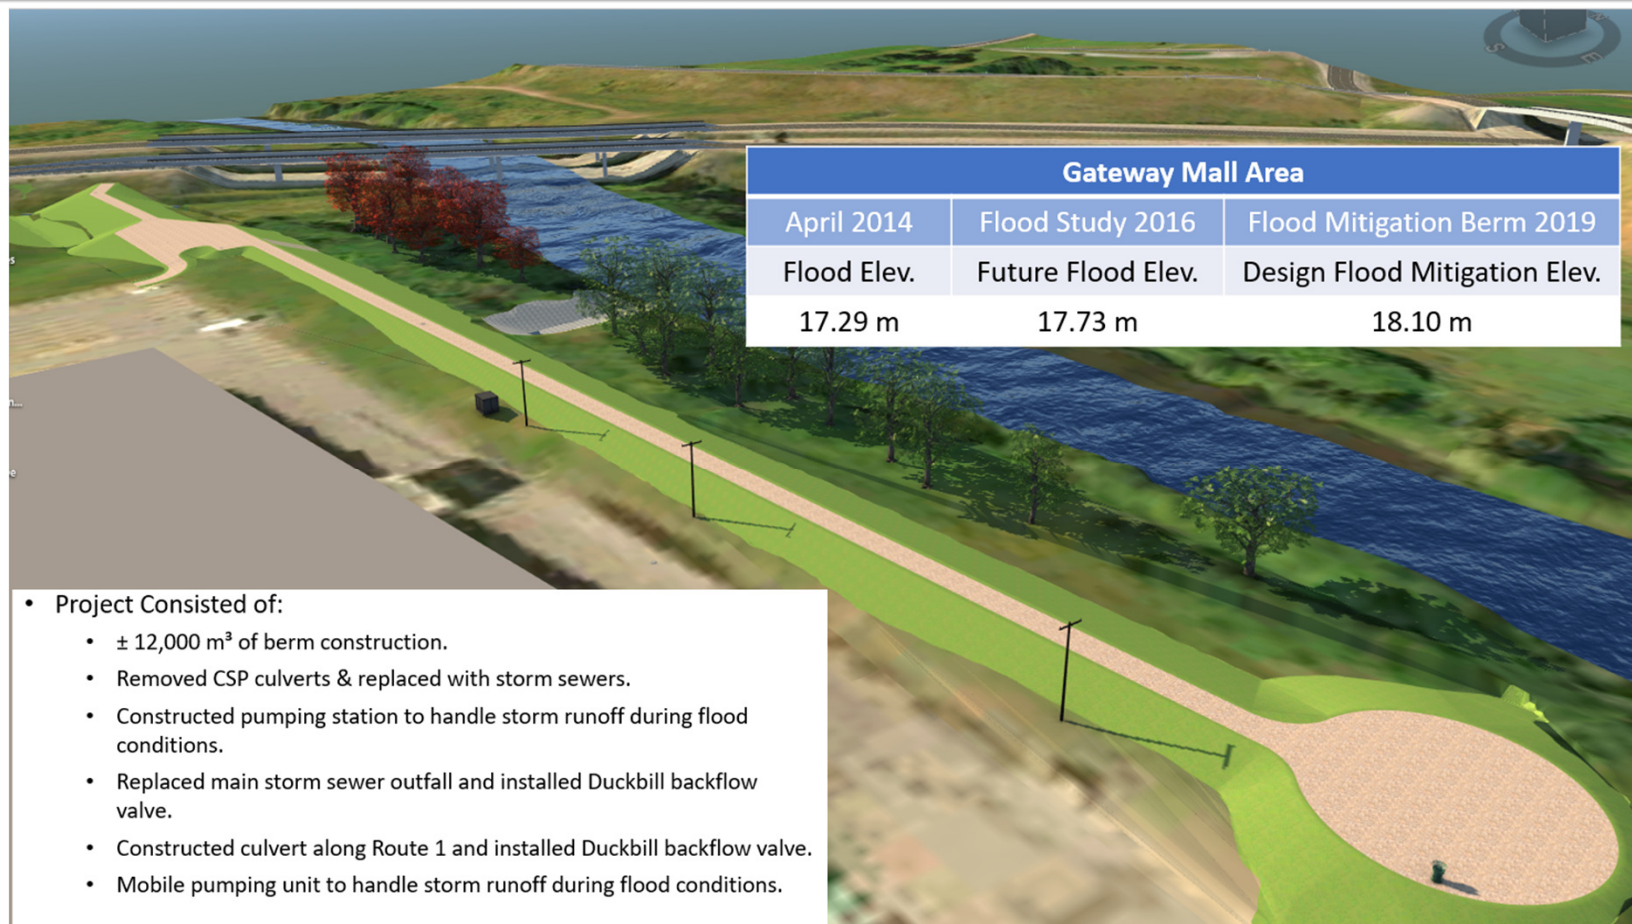 Gateway Mall Area
April 2014 Flood Study 2016 Flood Mitigation Berm 2019
Flood Elev. Future Flood Elev. Design Flood Mitigation Elev.
17.29 m 17.73 m 18.10 m
• Project Consisted of:
• ± 12,000 m³ of berm construction.
• Removed CSP culverts & replaced with storm sewers.
• Constructed pumping station to handle storm runoff during flood
conditions.
• Replaced main storm sewer outfall and installed Duckbill backflow
valve.
• Constructed culvert along Route 1 and installed Duckbill backflow valve.
• Mobile pumping unit to handle storm runoff during flood conditions.
S
E